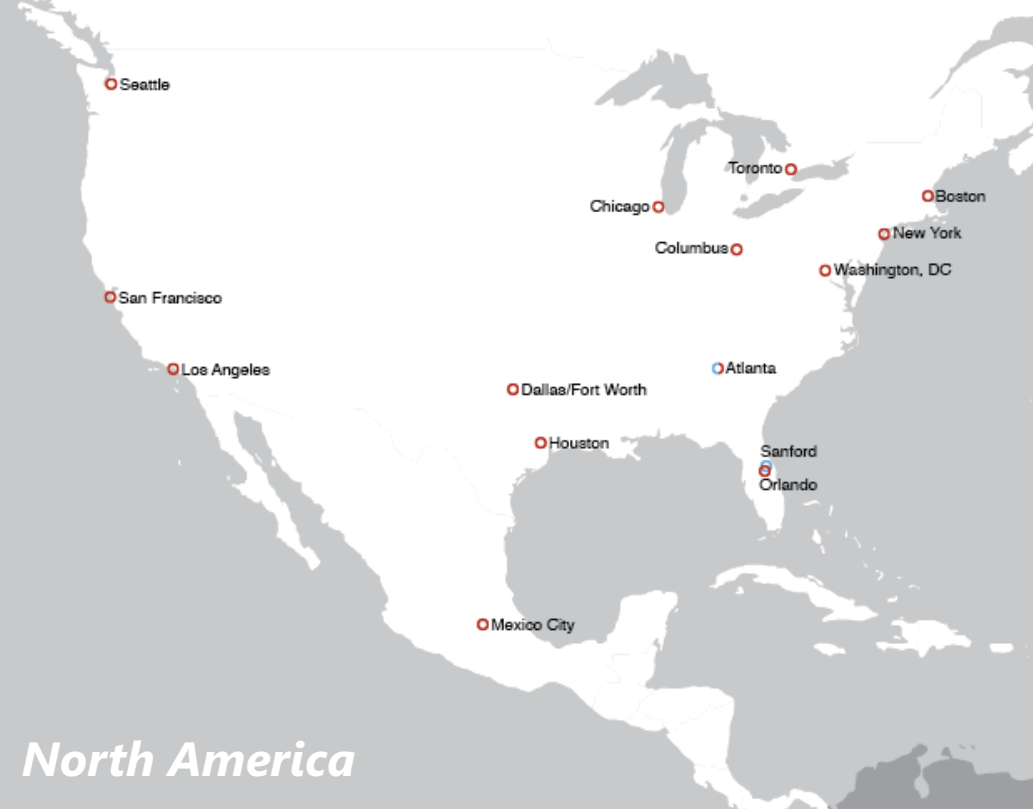 Seattle
Toronto
Boston
Chicago
New York
Columbus
Washington, DC
San Francisco
Los Angeles
Atlanta
Dallas/Fort Worth
Houston
Sanford
Orlando
Mexico City
North America